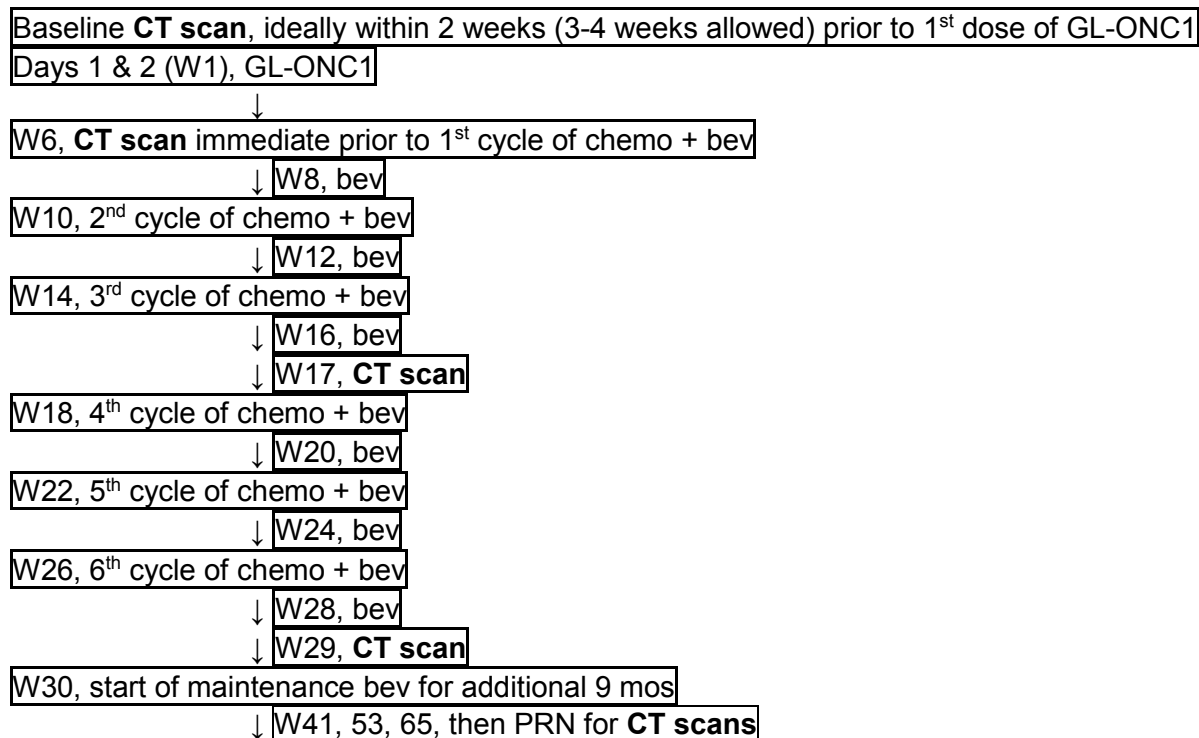 Baseline CT scan, ideally within 2 weeks (3-4 weeks allowed) prior to 1st dose of GL-ONC1
Days 1 & 2 (W1), GL-ONC1
↓
W6, CT scan immediate prior to 1st cycle of chemo + bev
↓ W8, bev
W10, 2nd cycle of chemo + bev
↓ W12, bev
W14, 3rd cycle of chemo + bev
↓ W16, bev
↓ W17, CT scan
W18, 4th cycle of chemo + bev
↓ W20, bev
W22, 5th cycle of chemo + bev
↓ W24, bev
W26, 6th cycle of chemo + bev
↓ W28, bev
↓ W29, CT scan
W30, start of maintenance bev for additional 9 mos
↓ W41, 53, 65, then PRN for CT scans